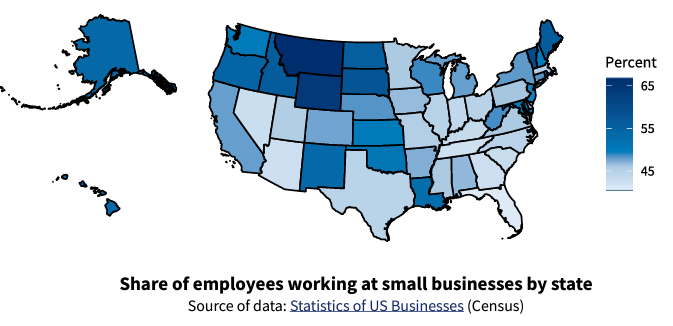 Percent
65
55
45
Share of employees working at small businesses by state
Source of data: Statistics of US Businesses (Census)